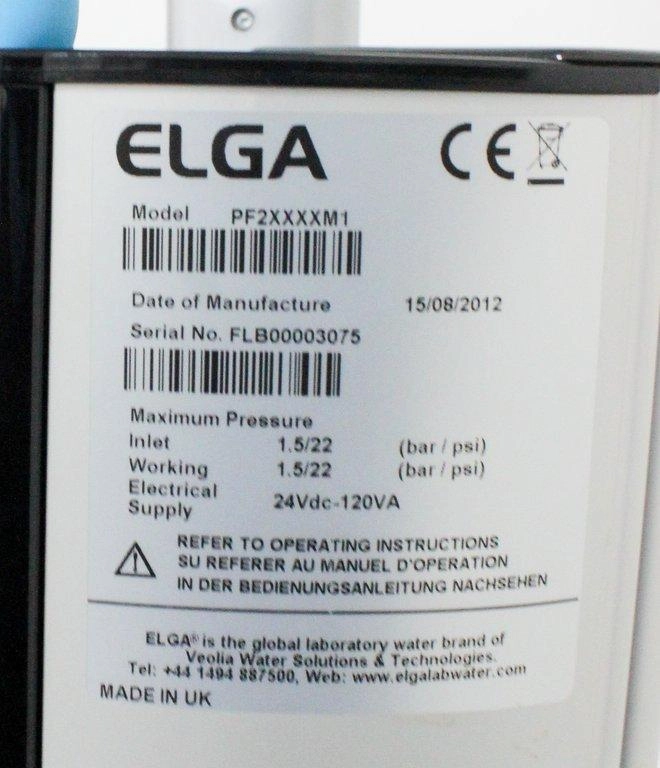 ELGA CE
Model PF2XXXXM1
Date of Manufacture 15/08/2012
Serial No. FLB00003075
Maximum Pressure
Inlet 1.5/22 (bar / psi)
Working 1.5/22 (bar / psi)
Electrical
Supply 24Vdc-120VA
REFER TO OPERATING INSTRUCTIONS
SU REFERER AU MANUEL D'OPERATION
IN DER BEDIENUNGSANLEITUNG NACHSEHEN
ELGA® is the global laboratory water brand of
Veolia Water Solutions & Technologies.
Tel: +44 1494 887500, Web: www.elgalabwater.com
MADE IN UK